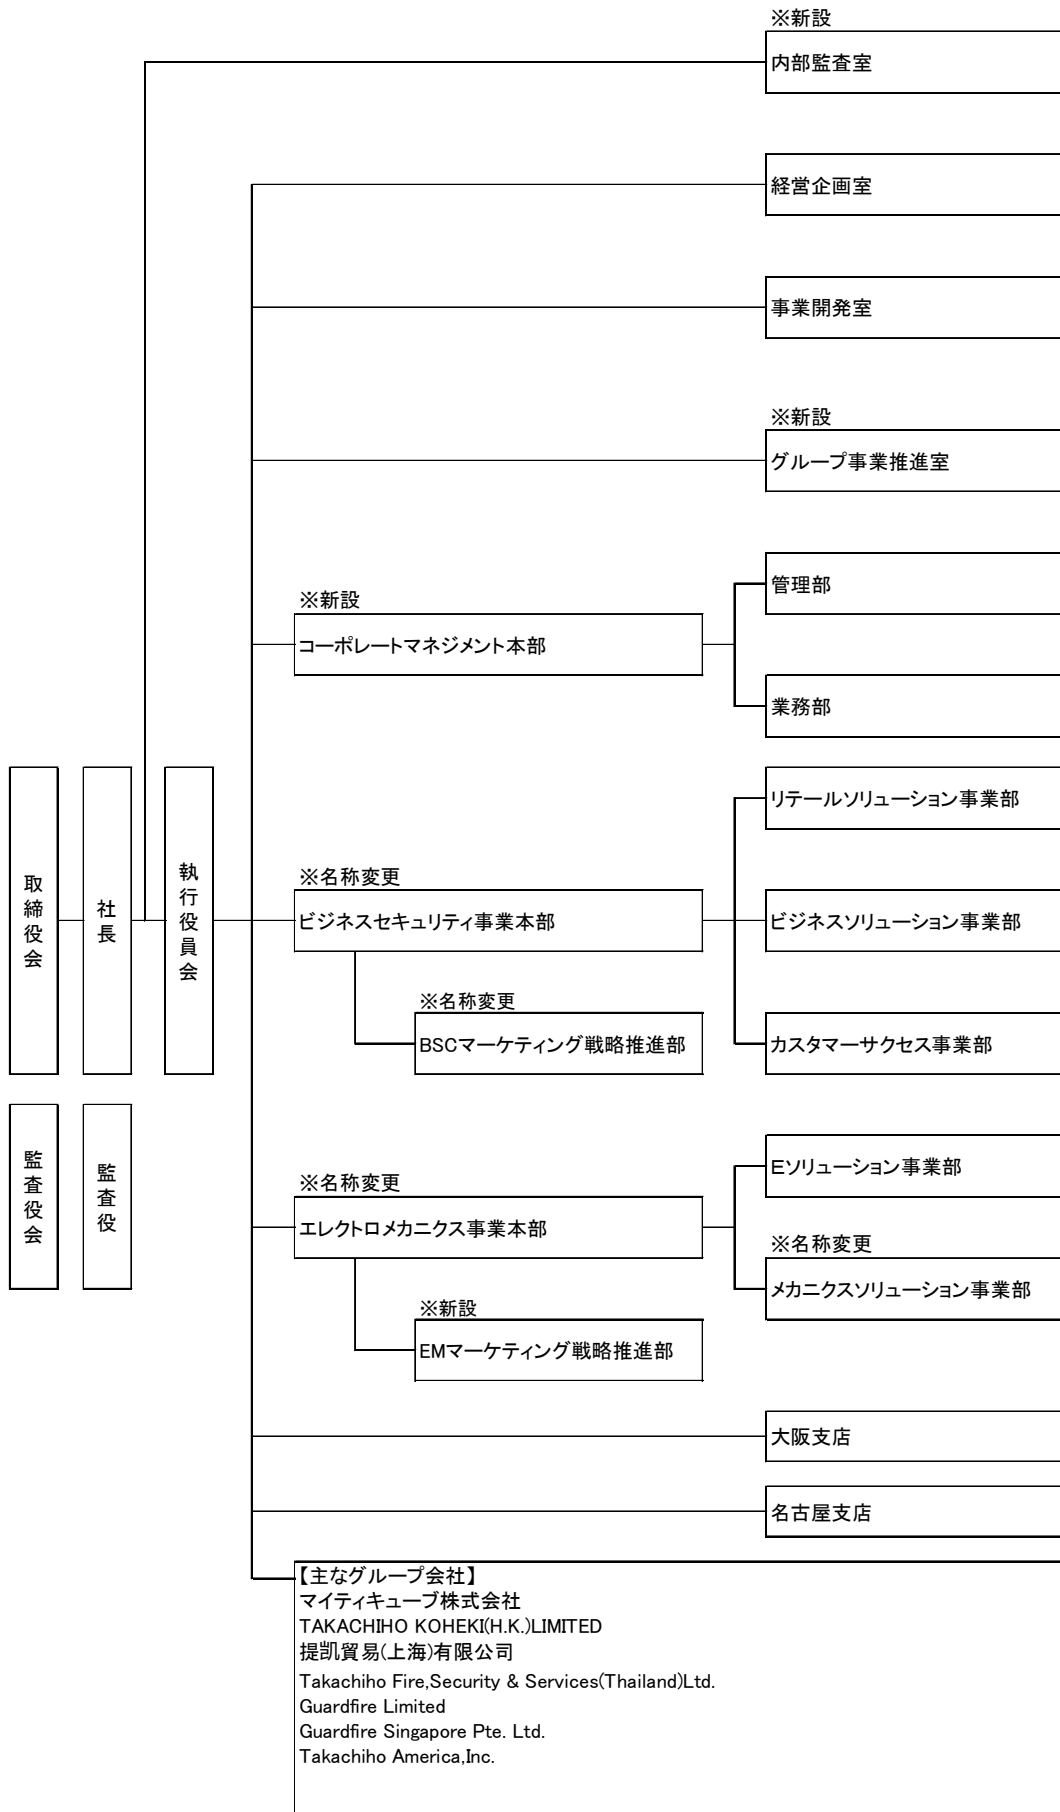 ※新設
内部監査室
経営企画室
事業開発室
※新設
グループ事業推進室
管理部
※新設
コーポレートマネジメント本部
業務部
リテールソリューション事業部
取締役会
社長
執行役員会
※名称変更
ビジネスセキュリティ事業本部
ビジネスソリューション事業部
※名称変更
BSCマーケティング戦略推進部
カスタマーサクセス事業部
監査役会
監査役
Eソリューション事業部
※名称変更
エレクトロメカニクス事業本部
※名称変更
メカニクスソリューション事業部
※新設
EMマーケティング戦略推進部
大阪支店
名古屋支店
【主なグループ会社】
マイティキューブ株式会社
TAKACHIHO KOHEKI(H.K.)LIMITED
提凱貿易(上海)有限公司
Takachiho Fire,Security & Services(Thailand)Ltd.
Guardfire Limited
Guardfire Singapore Pte. Ltd.
Takachiho America,Inc.